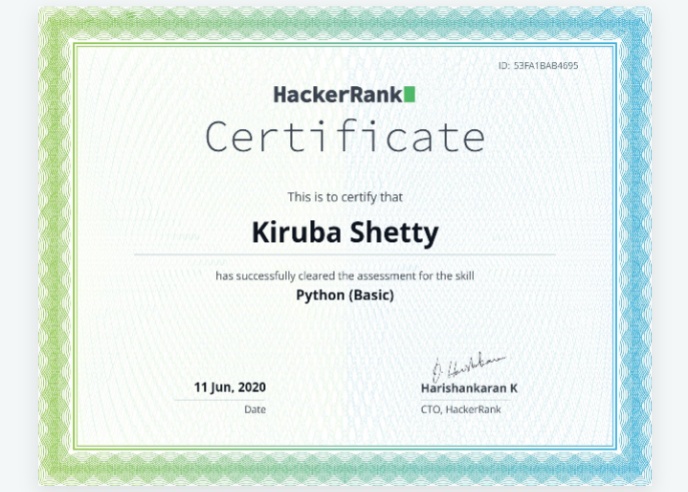 ID: 53FA1BAB4695
HackerRank
Certificate
This is to certify that
Kiruba Shetty
has successfully cleared the assessment for the skill
Python (Basic)
11 Jun, 2020
Harishankaran K
Date
CTO, HackerRank